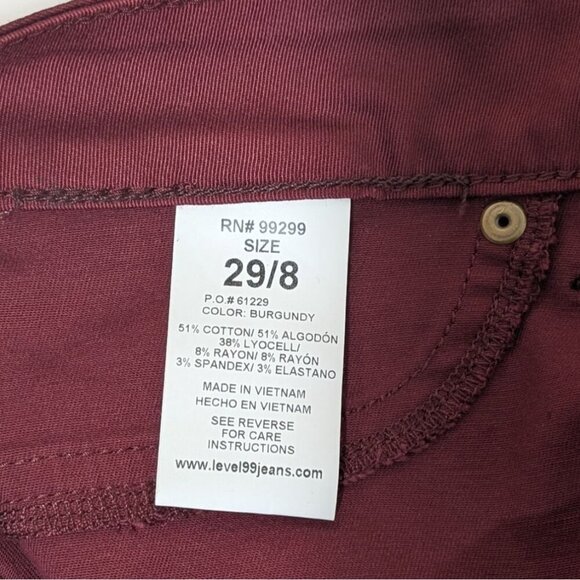 RN# 99299
SIZE
29/8
P.O.# 61229
COLOR: BURGUNDY
51% COTTON/ 51% ALGODÓN
38% LYOCELL/
8% RAYON/ 8% RAYÓN
3% SPANDEX/ 3% ELASTANO
MADE IN VIETNAM
HECHO EN VIETNAM
SEE REVERSE
FOR CARE
INSTRUCTIONS
www.level99jeans.com